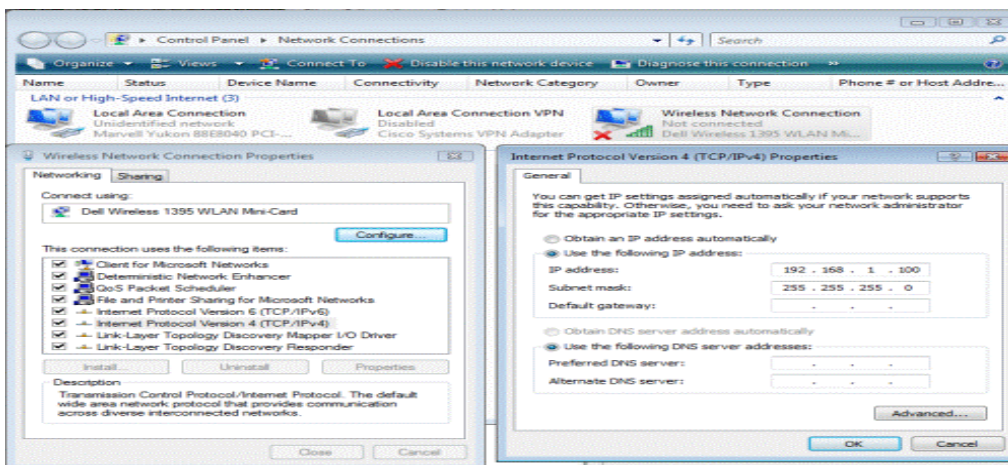 Control Panel ▸ Network Connections
Search
Organize Views Connect To Disable this network device Diagnose this connection »
Name Status Device Name Connectivity Network Category Owner Type Phone # or Host Addre...
LAN or High-Speed Internet (3)
Local Area Connection
Unidentified network
Marvell Yukon 88E8040 PCI-...
Local Area Connection VPN
Disabled
Cisco Systems VPN Adapter
Wireless Network Connection
Not connected
Dell Wireless 1395 WLAN Mi...
Wireless Network Connection Properties
Networking Sharing
Connect using:
Dell Wireless 1395 WLAN Mini-Card
Configure...
This connection uses the following items:
Client for Microsoft Networks
Deterministic Network Enhancer
QoS Packet Scheduler
File and Printer Sharing for Microsoft Networks
Internet Protocol Version 6 (TCP/IPv6)
Internet Protocol Version 4 (TCP/IPv4)
Link-Layer Topology Discovery Mapper I/O Driver
Link-Layer Topology Discovery Responder
Install... Uninstall Properties
Description
Transmission Control Protocol/Internet Protocol. The default
wide area network protocol that provides communication
across diverse interconnected networks.
Close Cancel
Internet Protocol Version 4 (TCP/IPv4) Properties
General
You can get IP settings assigned automatically if your network supports
this capability. Otherwise, you need to ask your network administrator
for the appropriate IP settings.
Obtain an IP address automatically
Use the following IP address:
IP address: 192 . 168 . 1 . 100
Subnet mask: 255 . 255 . 255 . 0
Default gateway: . . .
Obtain DNS server address automatically
Use the following DNS server addresses:
Preferred DNS server: . . .
Alternate DNS server: . . .
Advanced...
OK Cancel